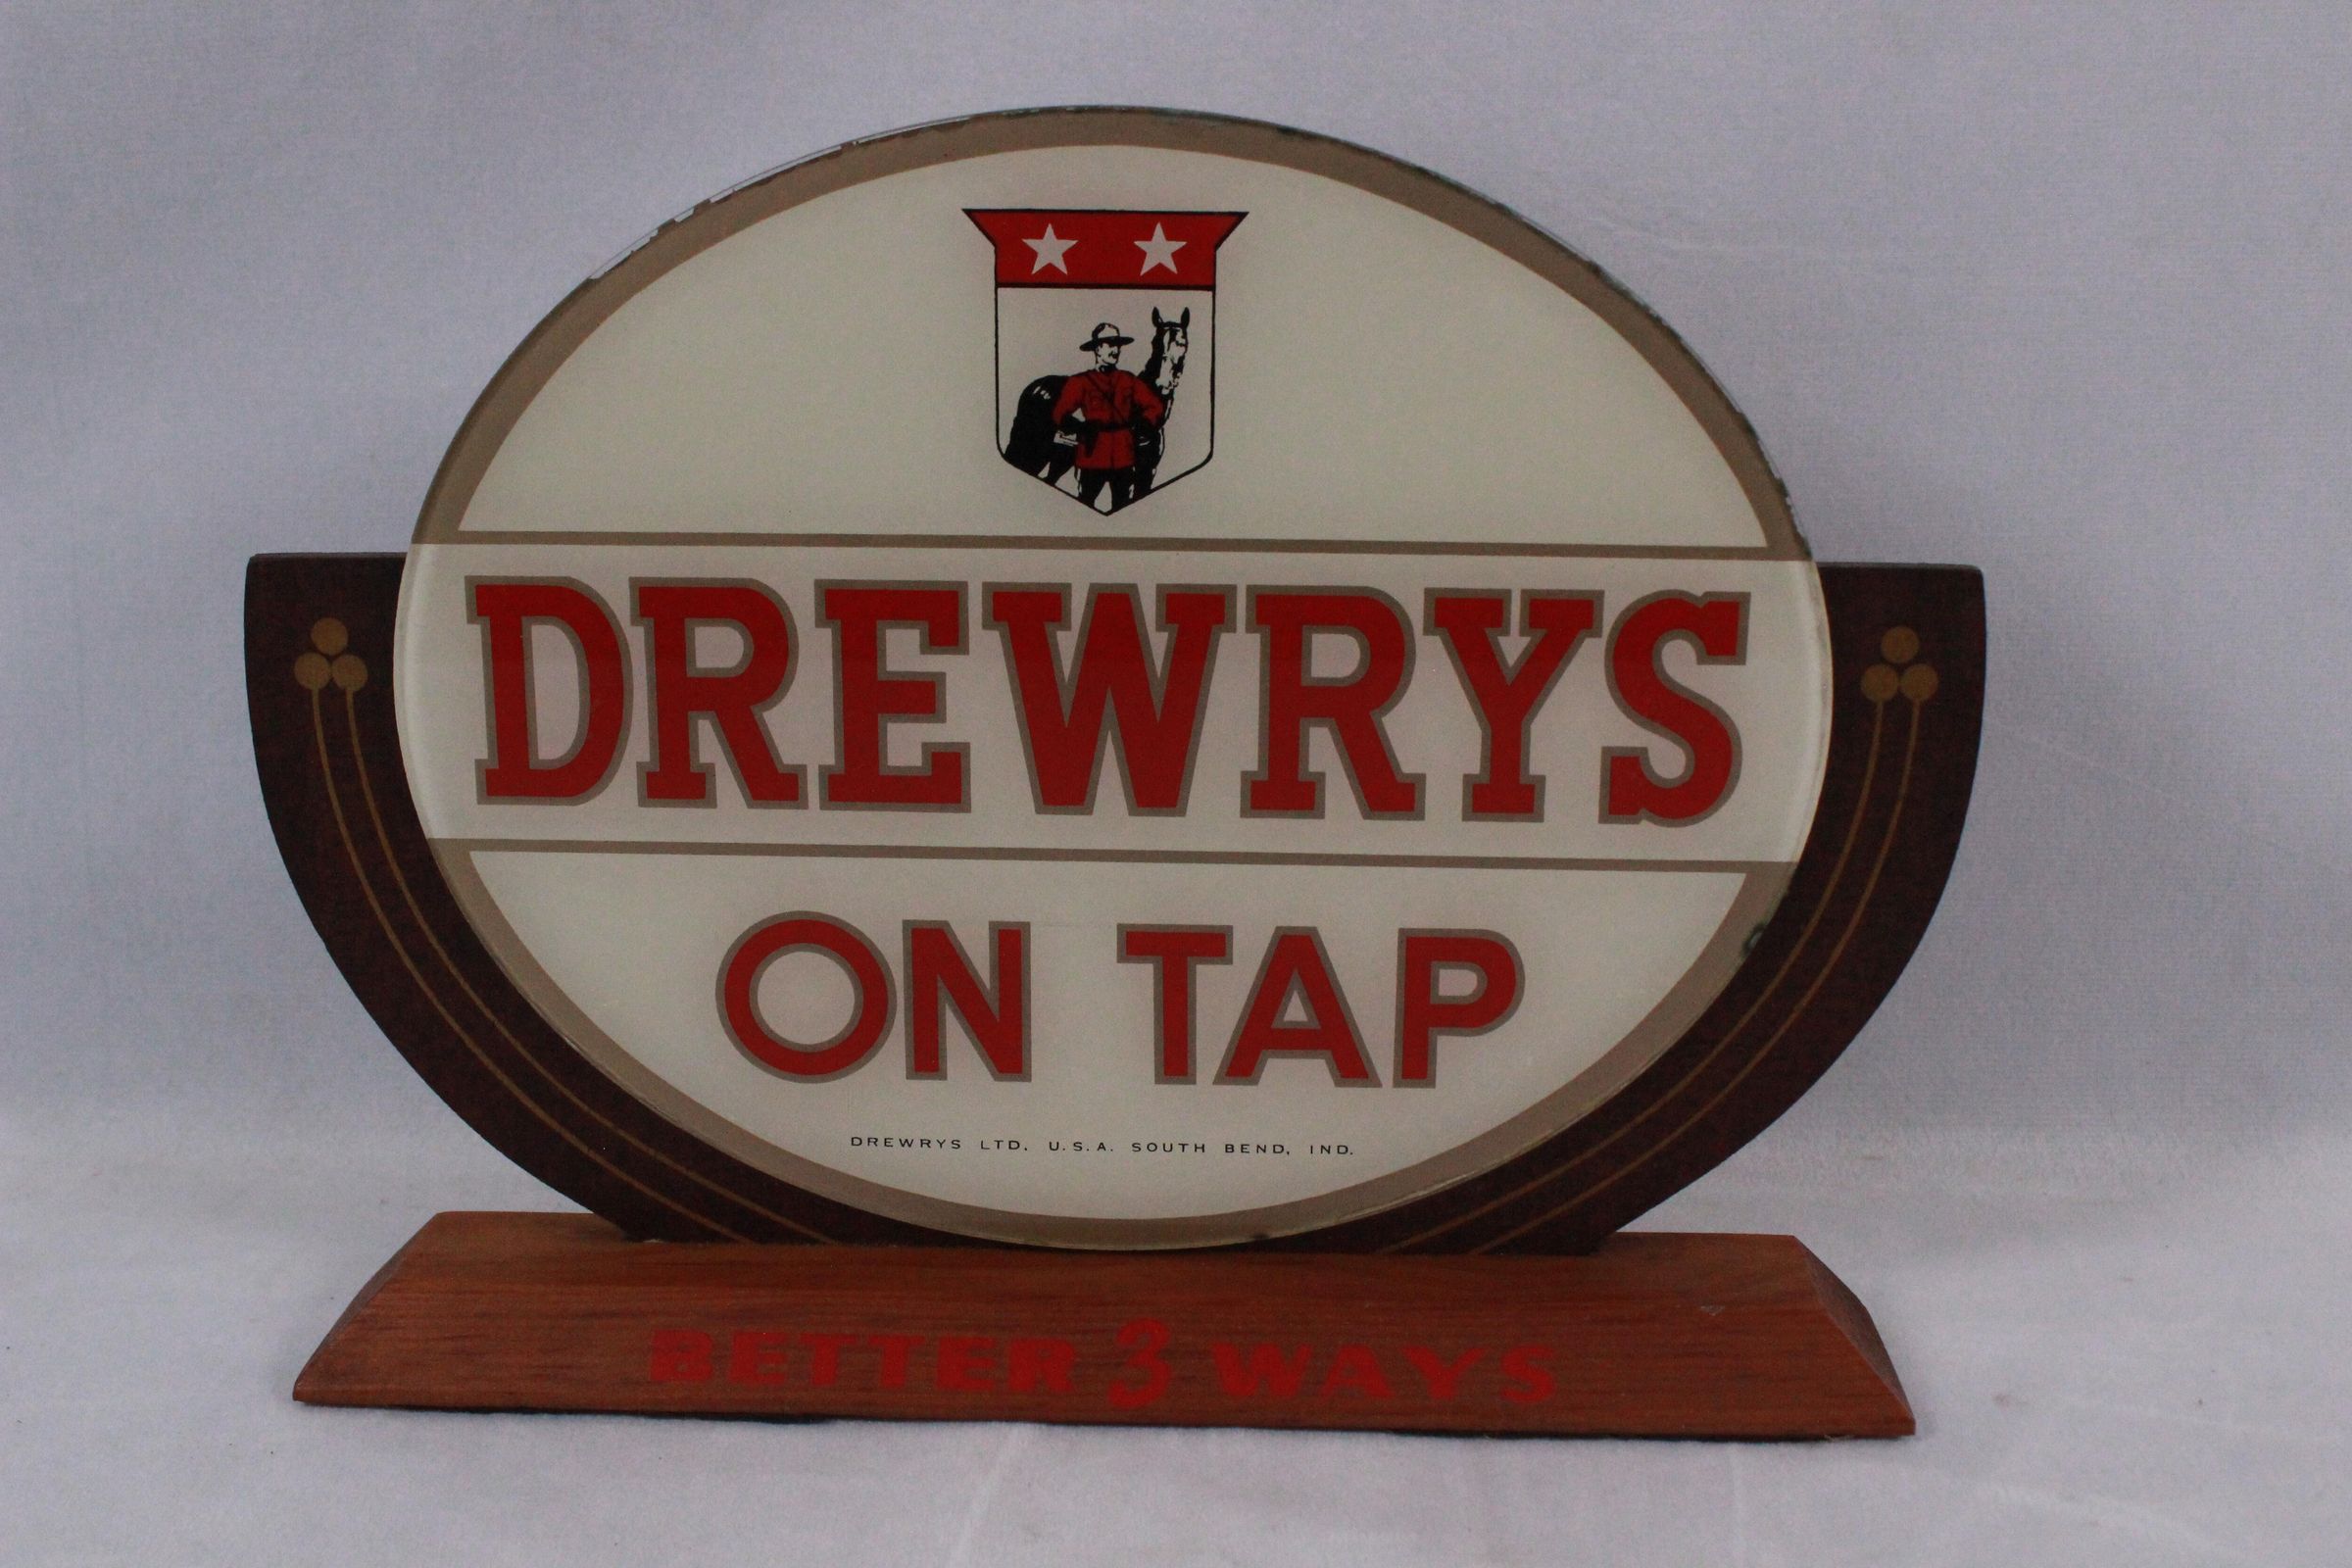 DREWRYS
ON TAP
DREWRYS LTD. U.S.A. SOUTH BEND, IND.
BETTER 3 WAYS